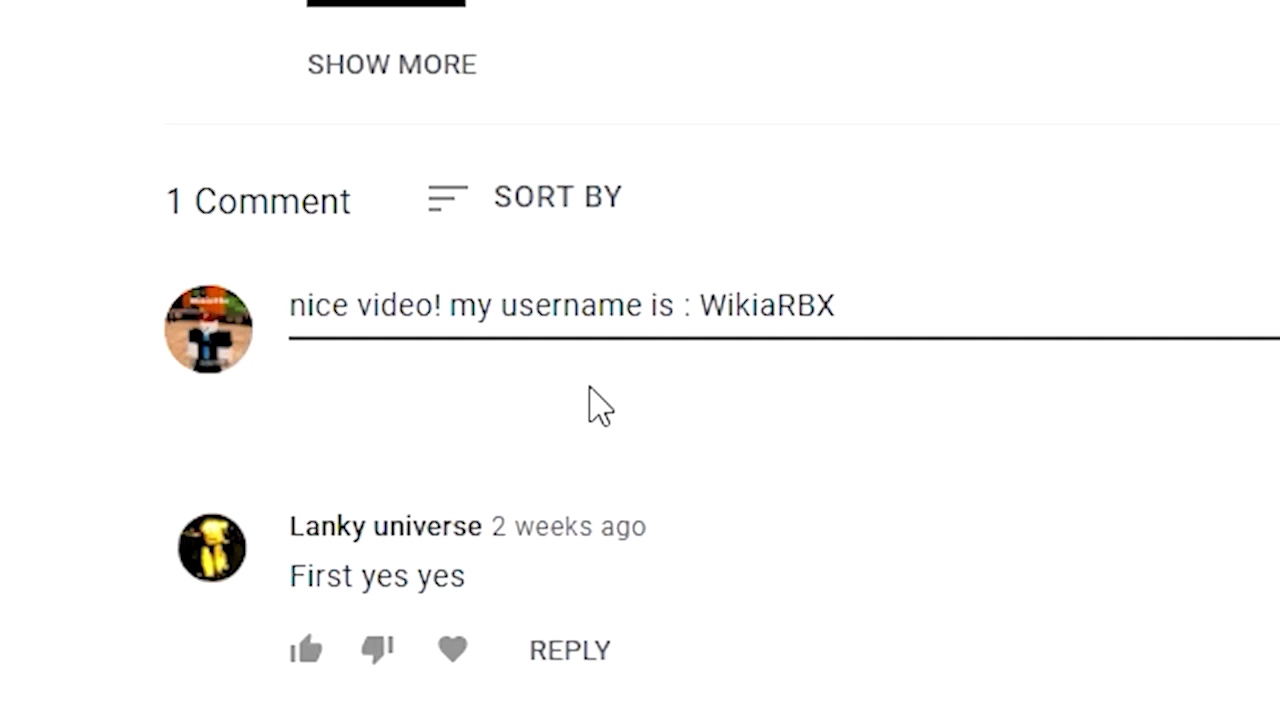 SHOW MORE
1 Comment
SORT BY
nice video! my username is : WikiaRBX
Lanky universe 2 weeks ago
First yes yes
REPLY